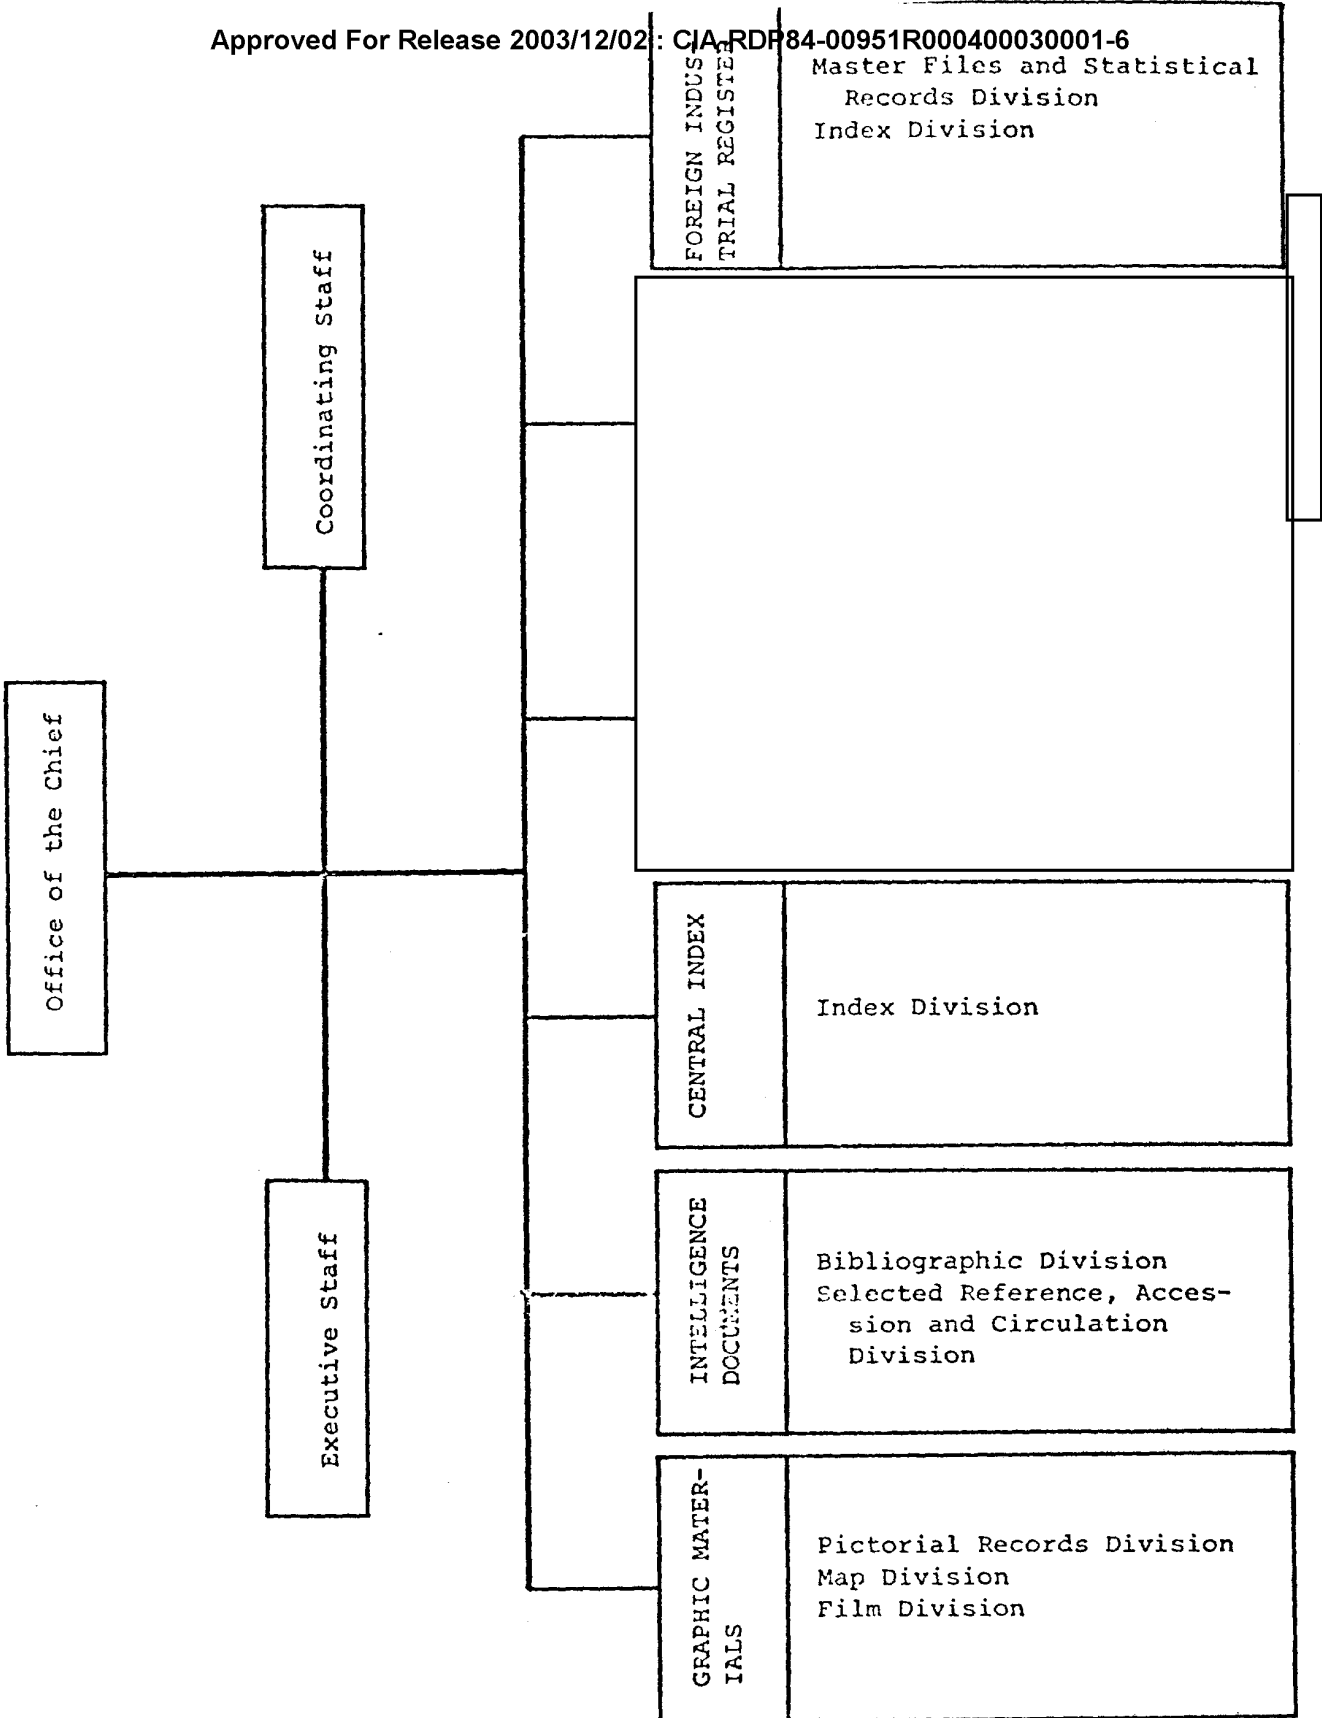 Approved For Release 2003/12/02 : CIA-RDP84-00951R000400030001-6
Office of the Chief
Executive Staff
Coordinating Staff
GRAPHIC MATER-
IALS
Pictorial Records Division
Map Division
Film Division
INTELLIGENCE
DOCUMENTS
Bibliographic Division
Selected Reference, Acces-
sion and Circulation
Division
CENTRAL INDEX
Index Division
FOREIGN INDUS-
TRIAL REGISTER
Master Files and Statistical
Records Division
Index Division